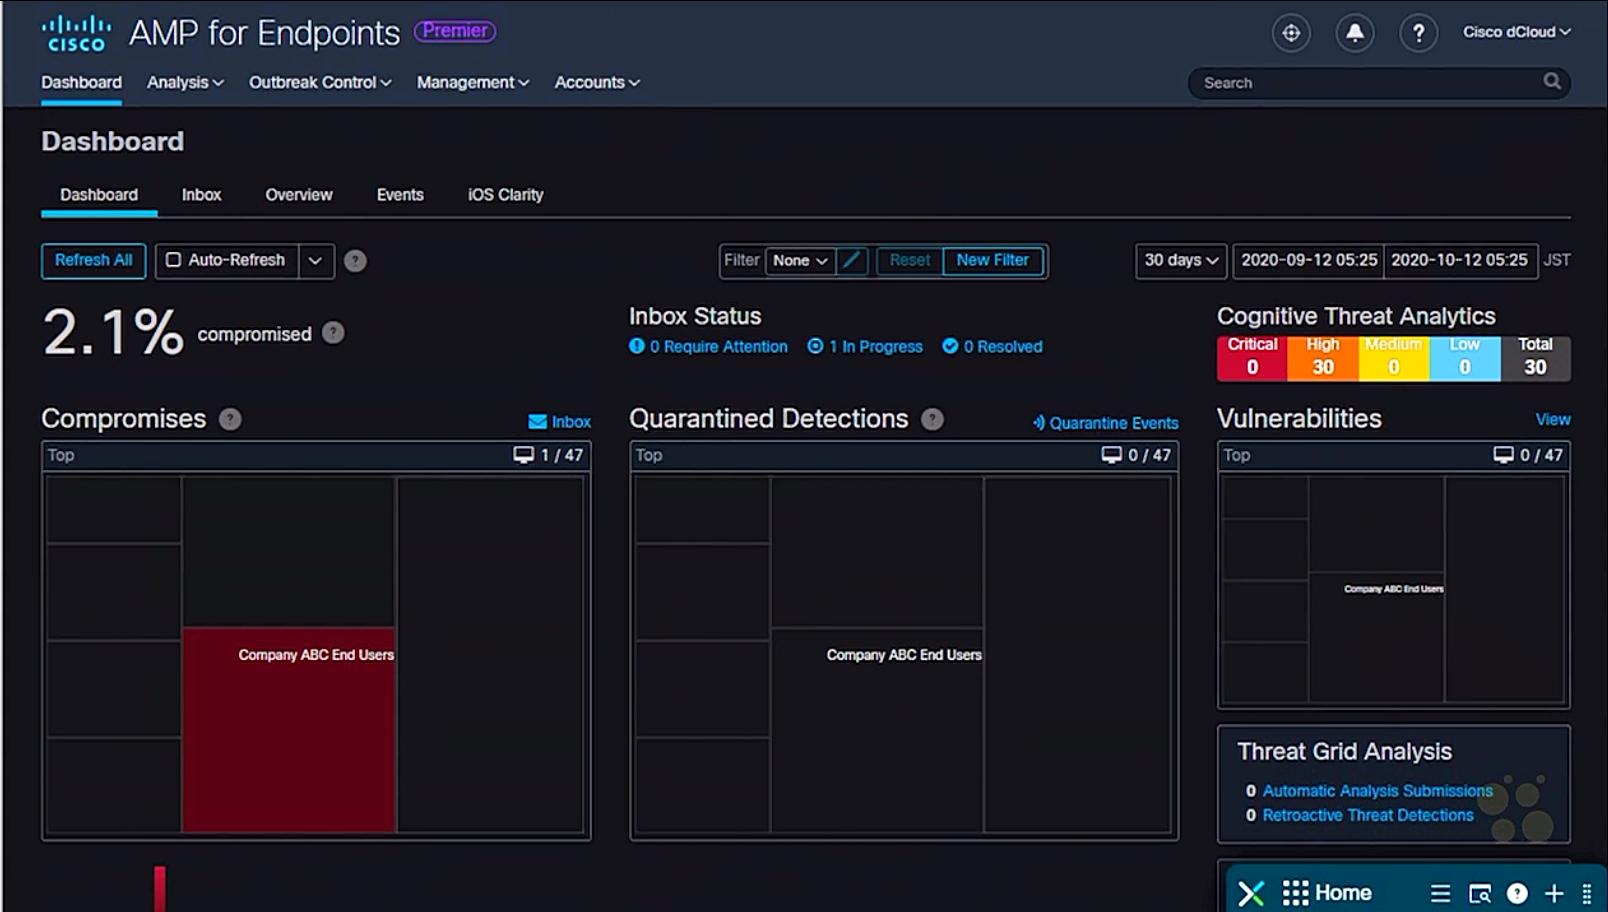 CISCO AMP for Endpoints Premier
? Cisco dCloud
Dashboard Analysis Outbreak Control Management Accounts
Search
Dashboard
Dashboard Inbox Overview Events iOS Clarity
Refresh All Auto-Refresh ?
Filter None Reset New Filter
30 days 2020-09-12 05:25 2020-10-12 05:25 JST
2.1% compromised ?
Inbox Status
0 Require Attention 1 In Progress 0 Resolved
Cognitive Threat Analytics
Critical High Medium Low Total
0 30 0 0 30
Compromises ? Inbox
Top 1 / 47
Company ABC End Users
Quarantined Detections ? Quarantine Events
Top 0 / 47
Company ABC End Users
Vulnerabilities View
Top 0 / 47
Company ABC End Users
Threat Grid Analysis
0 Automatic Analysis Submissions
0 Retroactive Threat Detections
Home ?